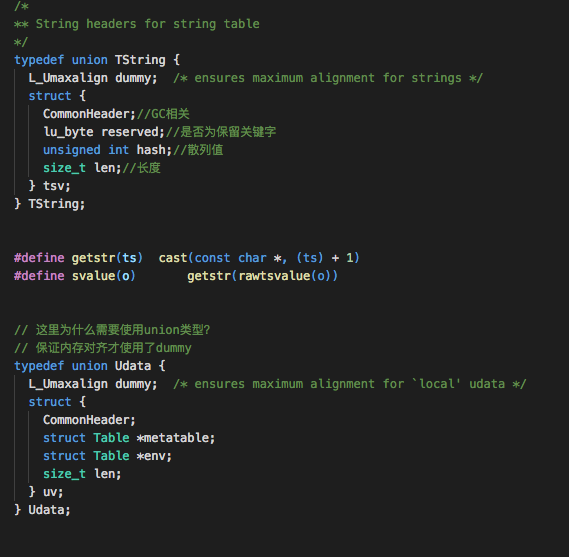 /*
** String headers for string table
*/
typedef union TString {
  L_Umaxalign dummy;  /* ensures maximum alignment for strings */
  struct {
    CommonHeader;//GC相关
    lu_byte reserved;//是否为保留关键字
    unsigned int hash;//散列值
    size_t len;//长度
  } tsv;
} TString;
#define getstr(ts)  cast(const char *, (ts) + 1)
#define svalue(o)       getstr(rawtsvalue(o))
// 这里为什么需要使用union类型?
// 保证内存对齐才使用了dummy
typedef union Udata {
  L_Umaxalign dummy;  /* ensures maximum alignment for `local' udata */
  struct {
    CommonHeader;
    struct Table *metatable;
    struct Table *env;
    size_t len;
  } uv;
} Udata;